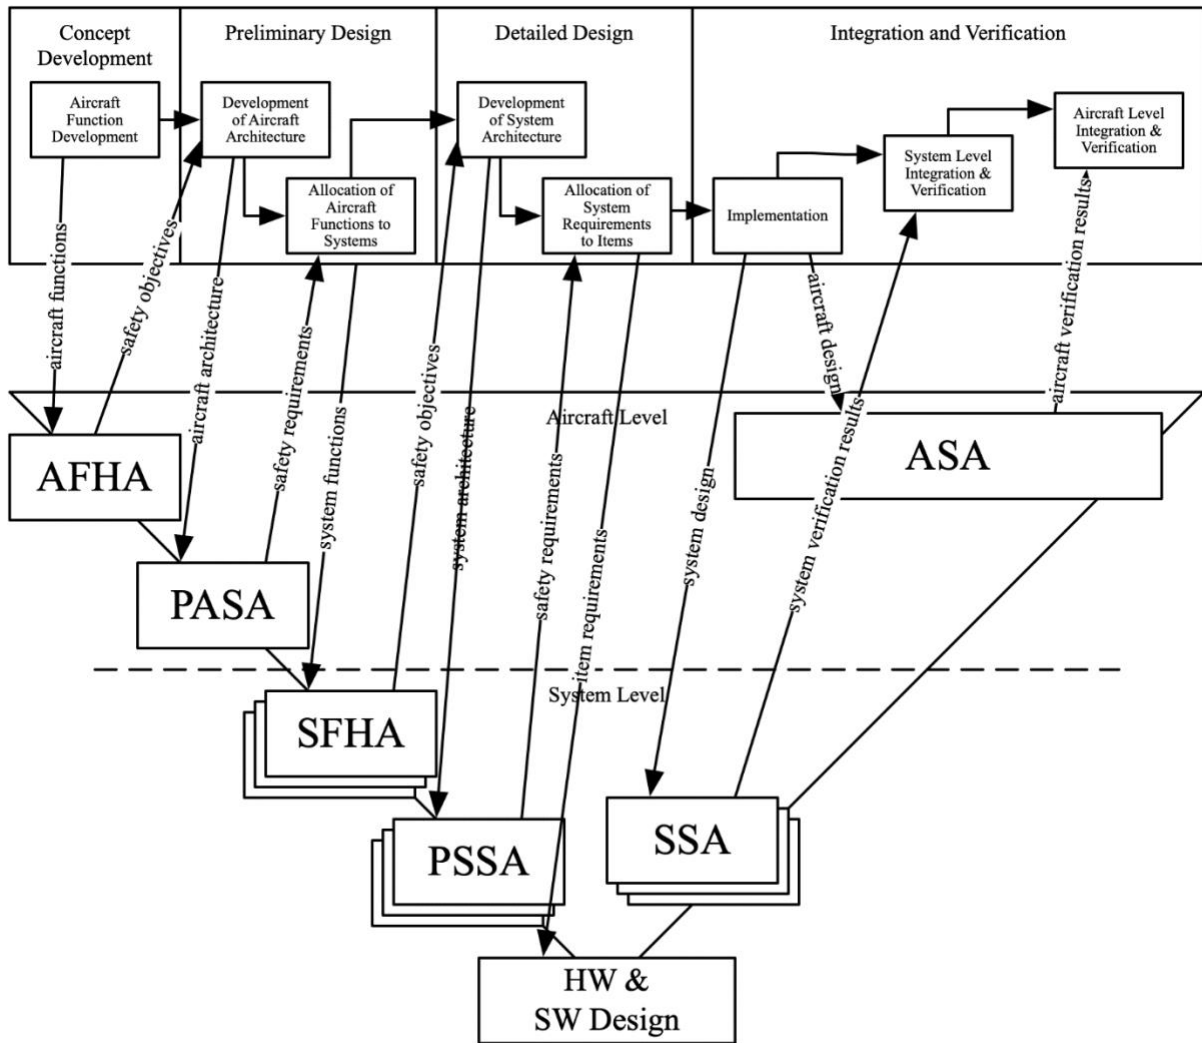 Concept
Development
Preliminary Design
Detailed Design
Integration and Verification
Aircraft
Function
Development
Development
of Aircraft
Architecture
Allocation of
Aircraft
Functions to
Systems
Development
of System
Architecture
Allocation of
System
Requirements
to Items
Implementation
System Level
Integration &
Verification
Aircraft Level
Integration &
Verification
aircraft functions
safety objectives
aircraft architecture
safety requirements
system functions
safety objectives
system architecture
safety requirements
item requirements
system design
aircraft design
system verification results
aircraft verification results
Aircraft Level
AFHA
ASA
PASA
System Level
SFHA
PSSA
SSA
HW &
SW Design